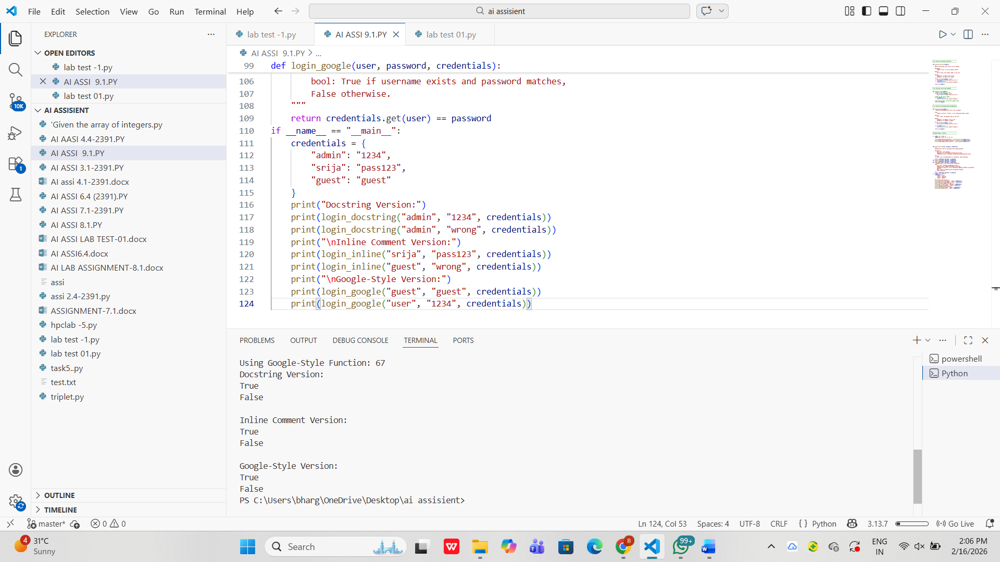 File Edit Selection View Go Run Terminal Help
ai assisient
EXPLORER
OPEN EDITORS
lab test -1.py
AI ASSI 9.1.PY
lab test 01.py
AI ASSISIENT
'Given the array of integers.py
AI AASI 4.4-2391.PY
AI ASSI 9.1.PY
AI ASSI 3.1-2391.PY
AI assi 4.1-2391.docx
AI ASSI 6.4 (2391).PY
AI ASSI 7.1-2391.PY
AI ASSI 8.1.PY
AI ASSI LAB TEST-01.docx
AI ASSI6.4.docx
AI LAB ASSIGNMENT-8.1.docx
assi
assi 2.4-2391.py
ASSIGNMENT-7.1.docx
hpclab -5.py
lab test -1.py
lab test 01.py
task5..py
test.txt
triplet.py
OUTLINE
TIMELINE
10K
1
lab test -1.py
AI ASSI 9.1.PY
lab test 01.py
AI ASSI 9.1.PY > ...
99 def login_google(user, password, credentials):
106 bool: True if username exists and password matches,
107 False otherwise.
108 """
109 return credentials.get(user) == password
110 if __name__ == "__main__":
111 credentials = {
112 "admin": "1234",
113 "srija": "pass123",
114 "guest": "guest"
115 }
116 print("Docstring Version:")
117 print(login_docstring("admin", "1234", credentials))
118 print(login_docstring("admin", "wrong", credentials))
119 print("\nInline Comment Version:")
120 print(login_inline("srija", "pass123", credentials))
121 print(login_inline("guest", "wrong", credentials))
122 print("\nGoogle-Style Version:")
123 print(login_google("guest", "guest", credentials))
124 print(login_google("user", "1234", credentials))
PROBLEMS OUTPUT DEBUG CONSOLE TERMINAL PORTS
Using Google-Style Function: 67
Docstring Version:
True
False
Inline Comment Version:
True
False
Google-Style Version:
True
False
PS C:\Users\bharg\OneDrive\Desktop\ai assisient>
powershell
Python
master* 0 0
Ln 124, Col 53 Spaces: 4 UTF-8 CRLF { } Python 3.13.7 Go Live
4
31°C
Sunny
Search
B
99+
ENG
IN
2:06 PM
2/16/2026